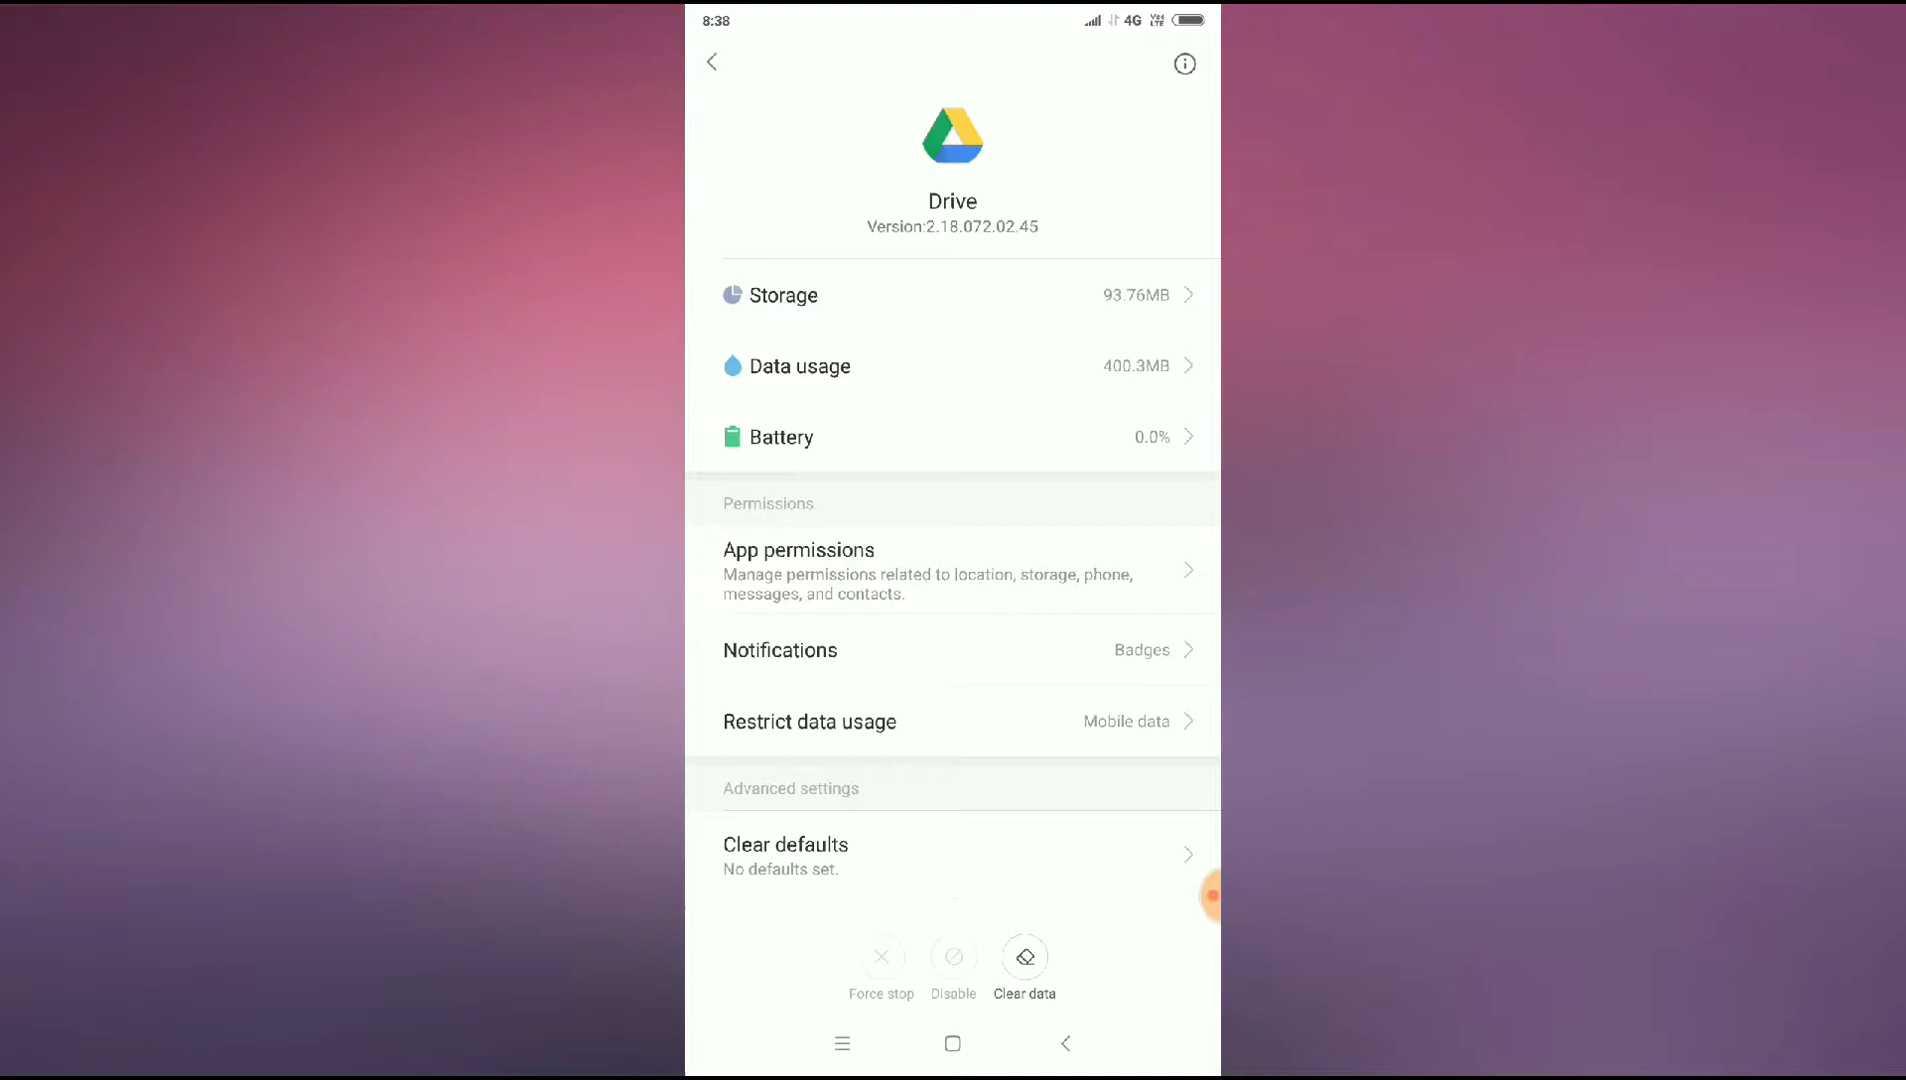 8:38
4G
Vo LTE
Drive
Version:2.18.072.02.45
Storage 93.76MB
Data usage 400.3MB
Battery 0.0%
Permissions
App permissions
Manage permissions related to location, storage, phone,
messages, and contacts.
Notifications Badges
Restrict data usage Mobile data
Advanced settings
Clear defaults
No defaults set.
Force stop Disable Clear data